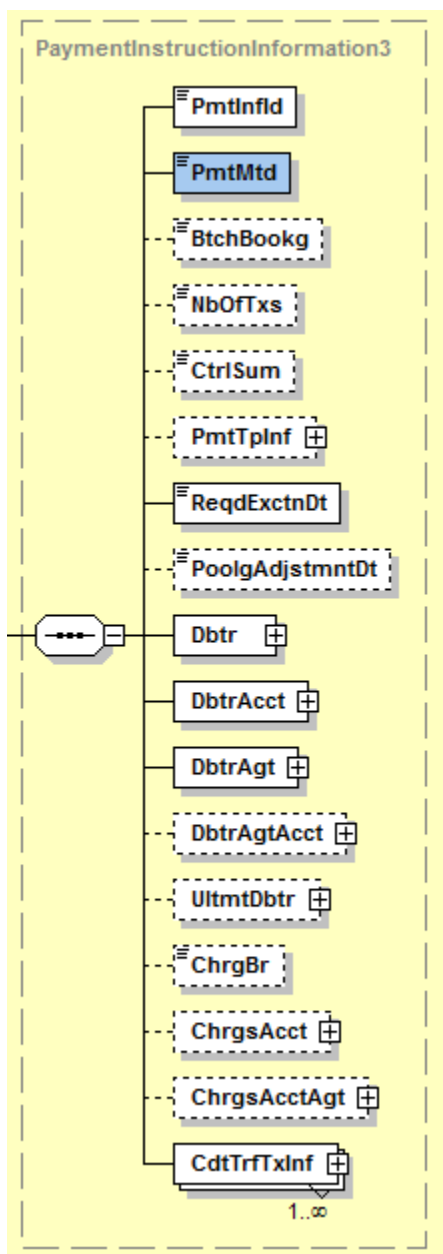 PaymentInstructionInformation3
PmtInfId
PmtMtd
BtchBookg
NbOfTxs
CtrlSum
PmtTpInf
ReqdExctnDt
PoolgAdjstmntDt
Dbtr
DbtrAcct
DbtrAgt
DbtrAgtAcct
UltmtDbtr
ChrgBr
ChrgsAcct
ChrgsAcctAgt
CdtTrfTxInf
1..∞